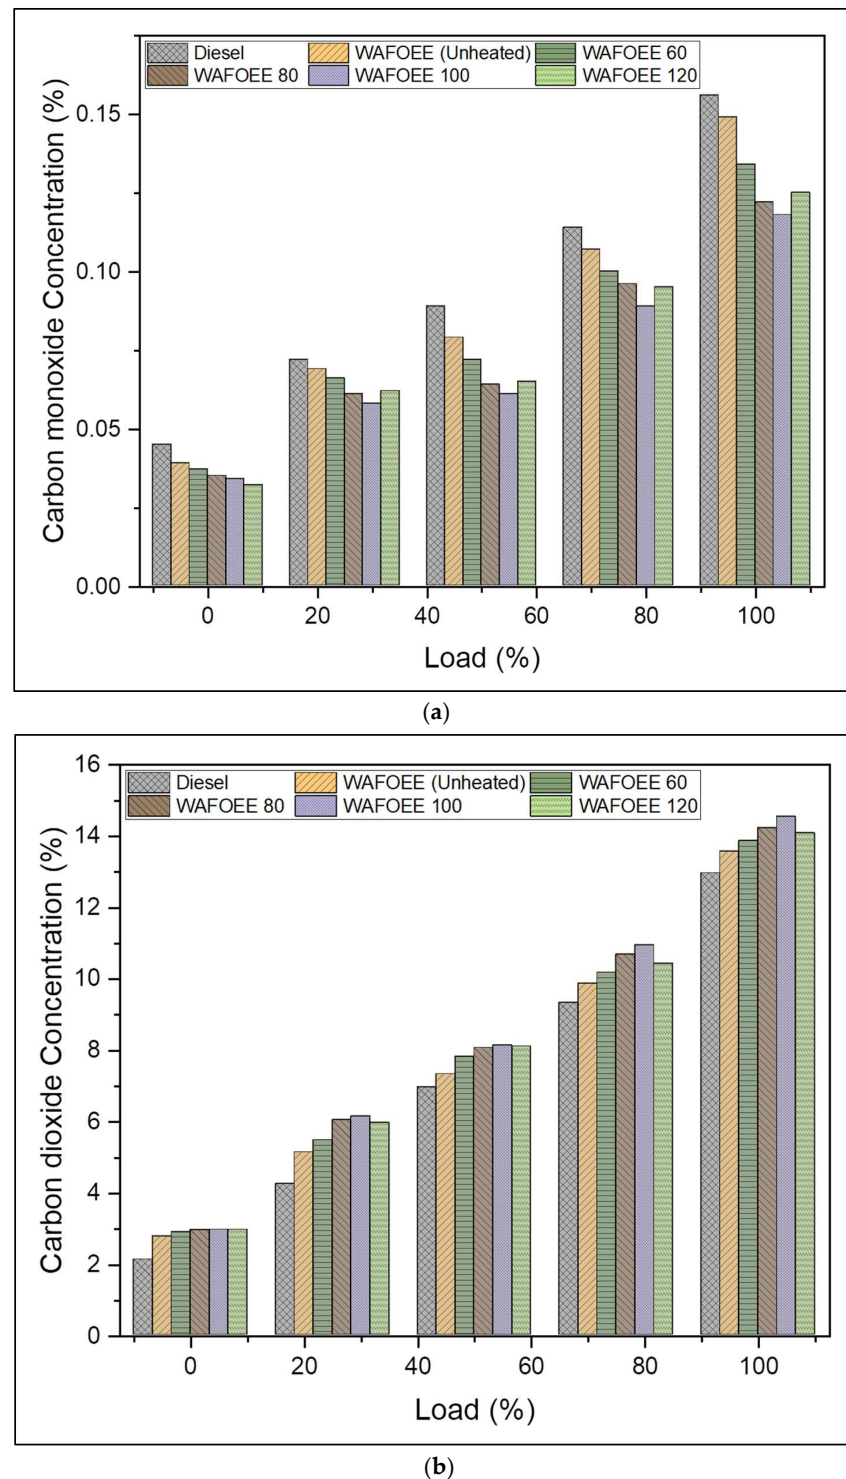 Diesel WAFOEE (Unheated) WAFOEE 60
WAFOEE 80 WAFOEE 100 WAFOEE 120
Carbon monoxide Concentration (%)
0.15
0.10
0.05
0.00
0 20 40 60 80 100
Load (%)
(a)
16
Diesel WAFOEE (Unheated) WAFOEE 60
WAFOEE 80 WAFOEE 100 WAFOEE 120
Carbon dioxide Concentration (%)
14
12
10
8
6
4
2
0
0 20 40 60 80 100
Load (%)
(b)